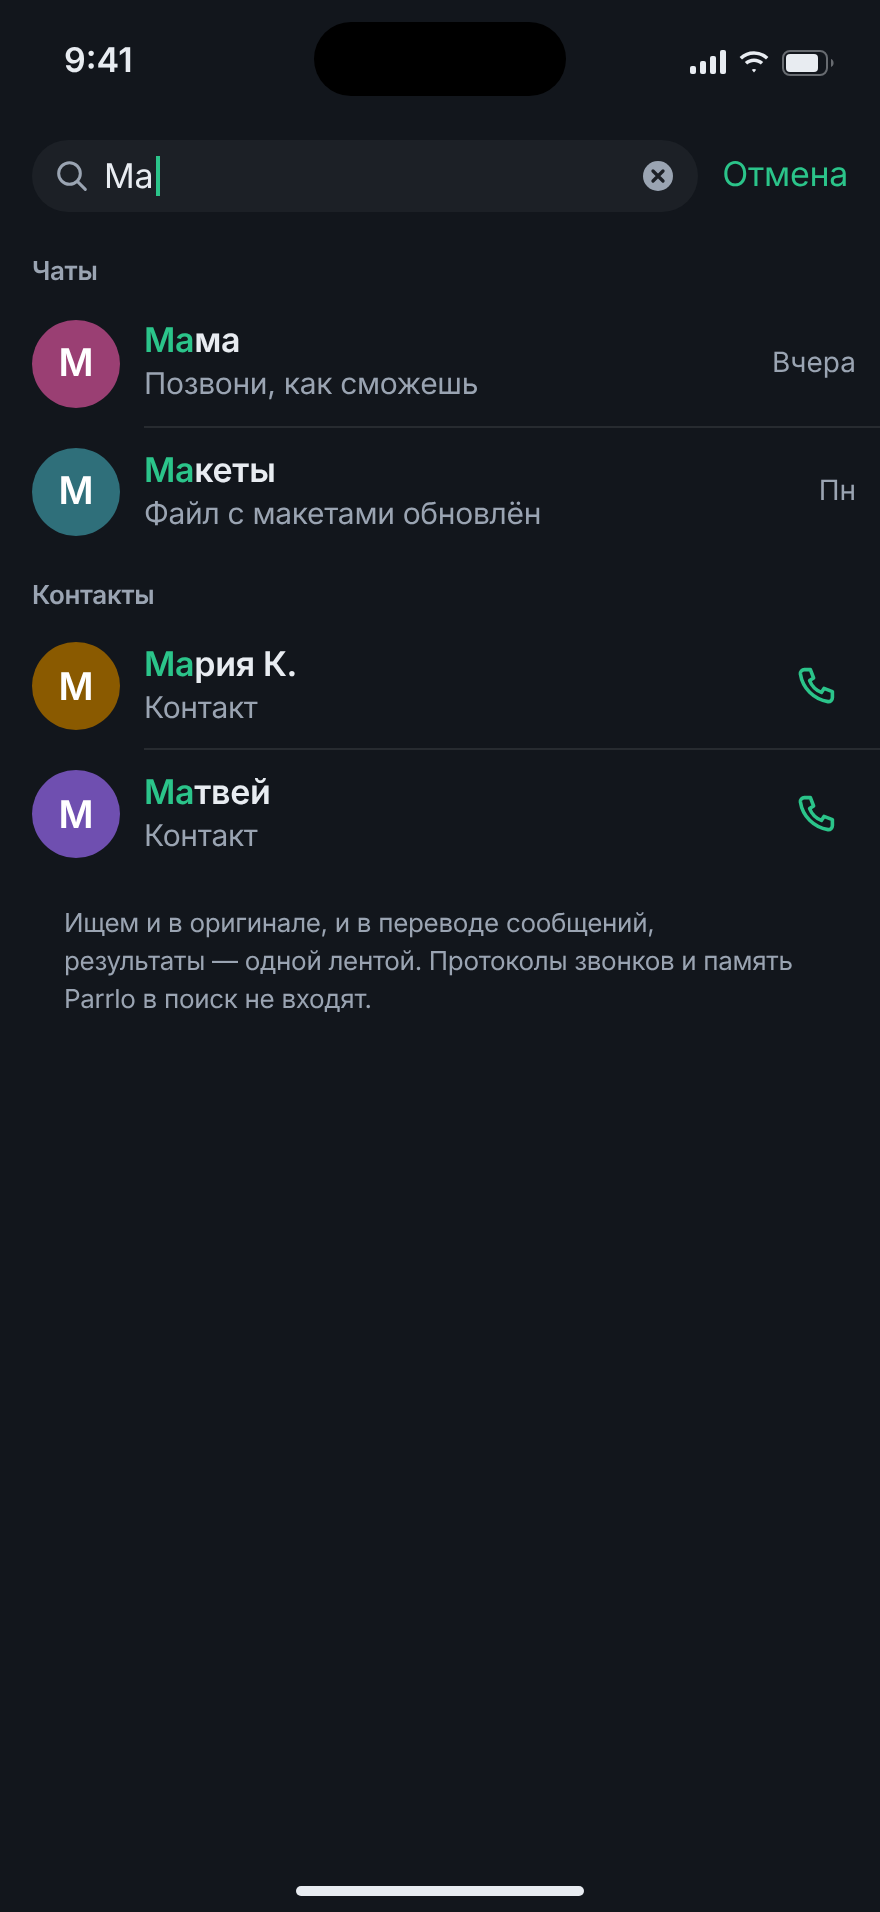 9:41
Ма
Отмена
Чаты
М
Мама
Вчера
Позвони, как сможешь
М
Макеты
Пн
Файл с макетами обновлён
Контакты
М
Мария К.
Контакт
М
Матвей
Контакт
Ищем и в оригинале, и в переводе сообщений,
результаты — одной лентой. Протоколы звонков и память
Parrlo в поиск не входят.